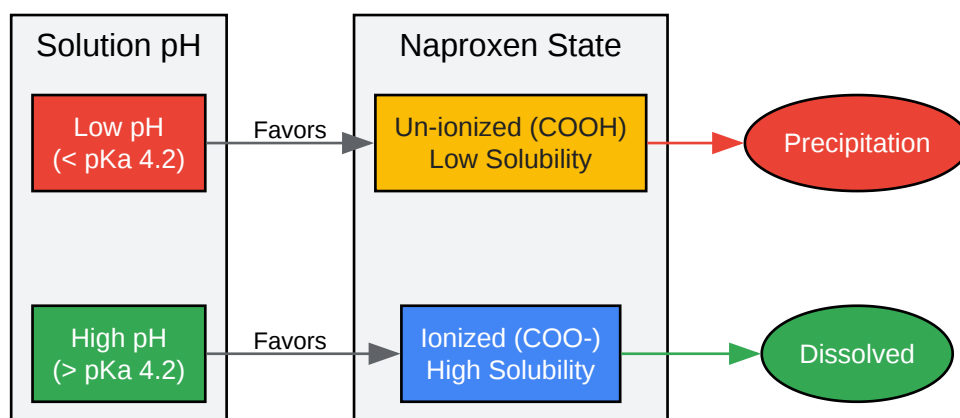 Solution pH
Naproxen State
Low pH
(< pKa 4.2)
Favors
Un-ionized (COOH)
Low Solubility
Precipitation
High pH
(> pKa 4.2)
Favors
Ionized (COO-)
High Solubility
Dissolved